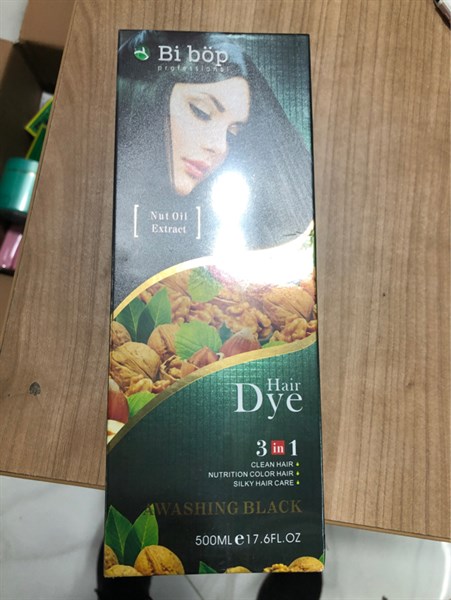 Bi böp
professional
[ Nut Oil
Extract ]
Hair
Dye
3 in 1
CLEAN HAIR
NUTRITION COLOR HAIR
SILKY HAIR CARE
WASHING BLACK
500ML e 17.6FL.OZ